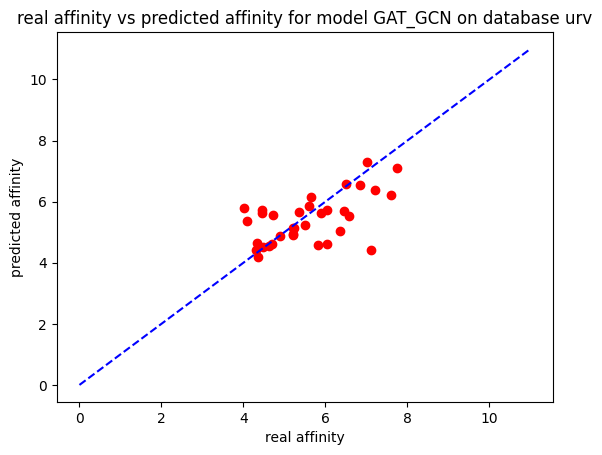 real affinity vs predicted affinity for model GAT_GCN on database urv
10
8
6
4
2
0
predicted affinity
0 2 4 6 8 10
real affinity